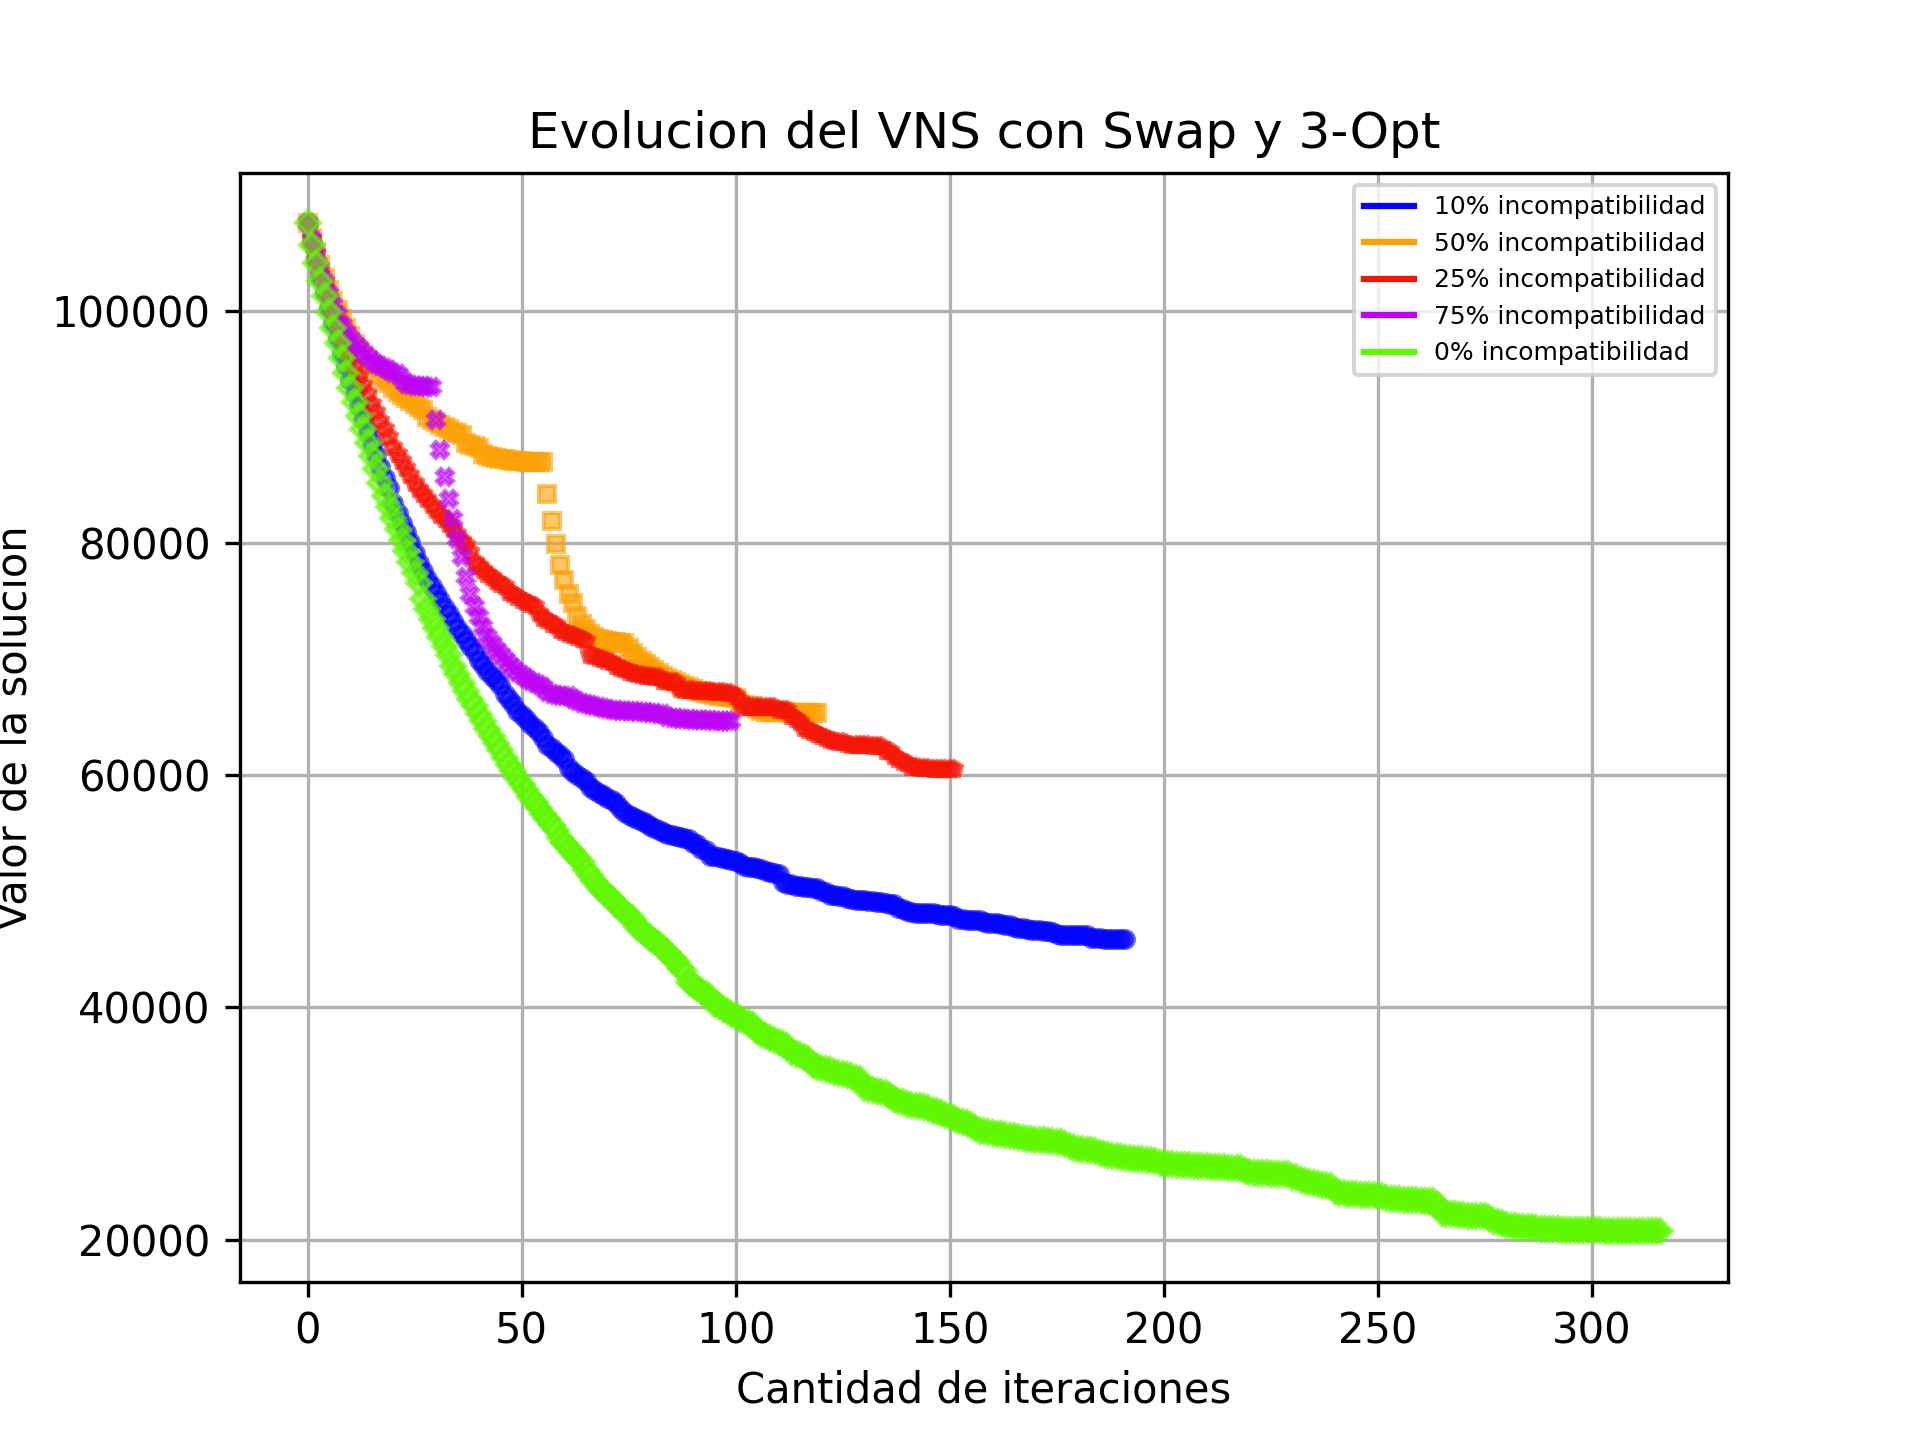 Evolucion del VNS con Swap y 3-Opt
10% incompatibilidad
50% incompatibilidad
25% incompatibilidad
75% incompatibilidad
0% incompatibilidad
Valor de la solucion
100000
80000
60000
40000
20000
0 50 100 150 200 250 300
Cantidad de iteraciones